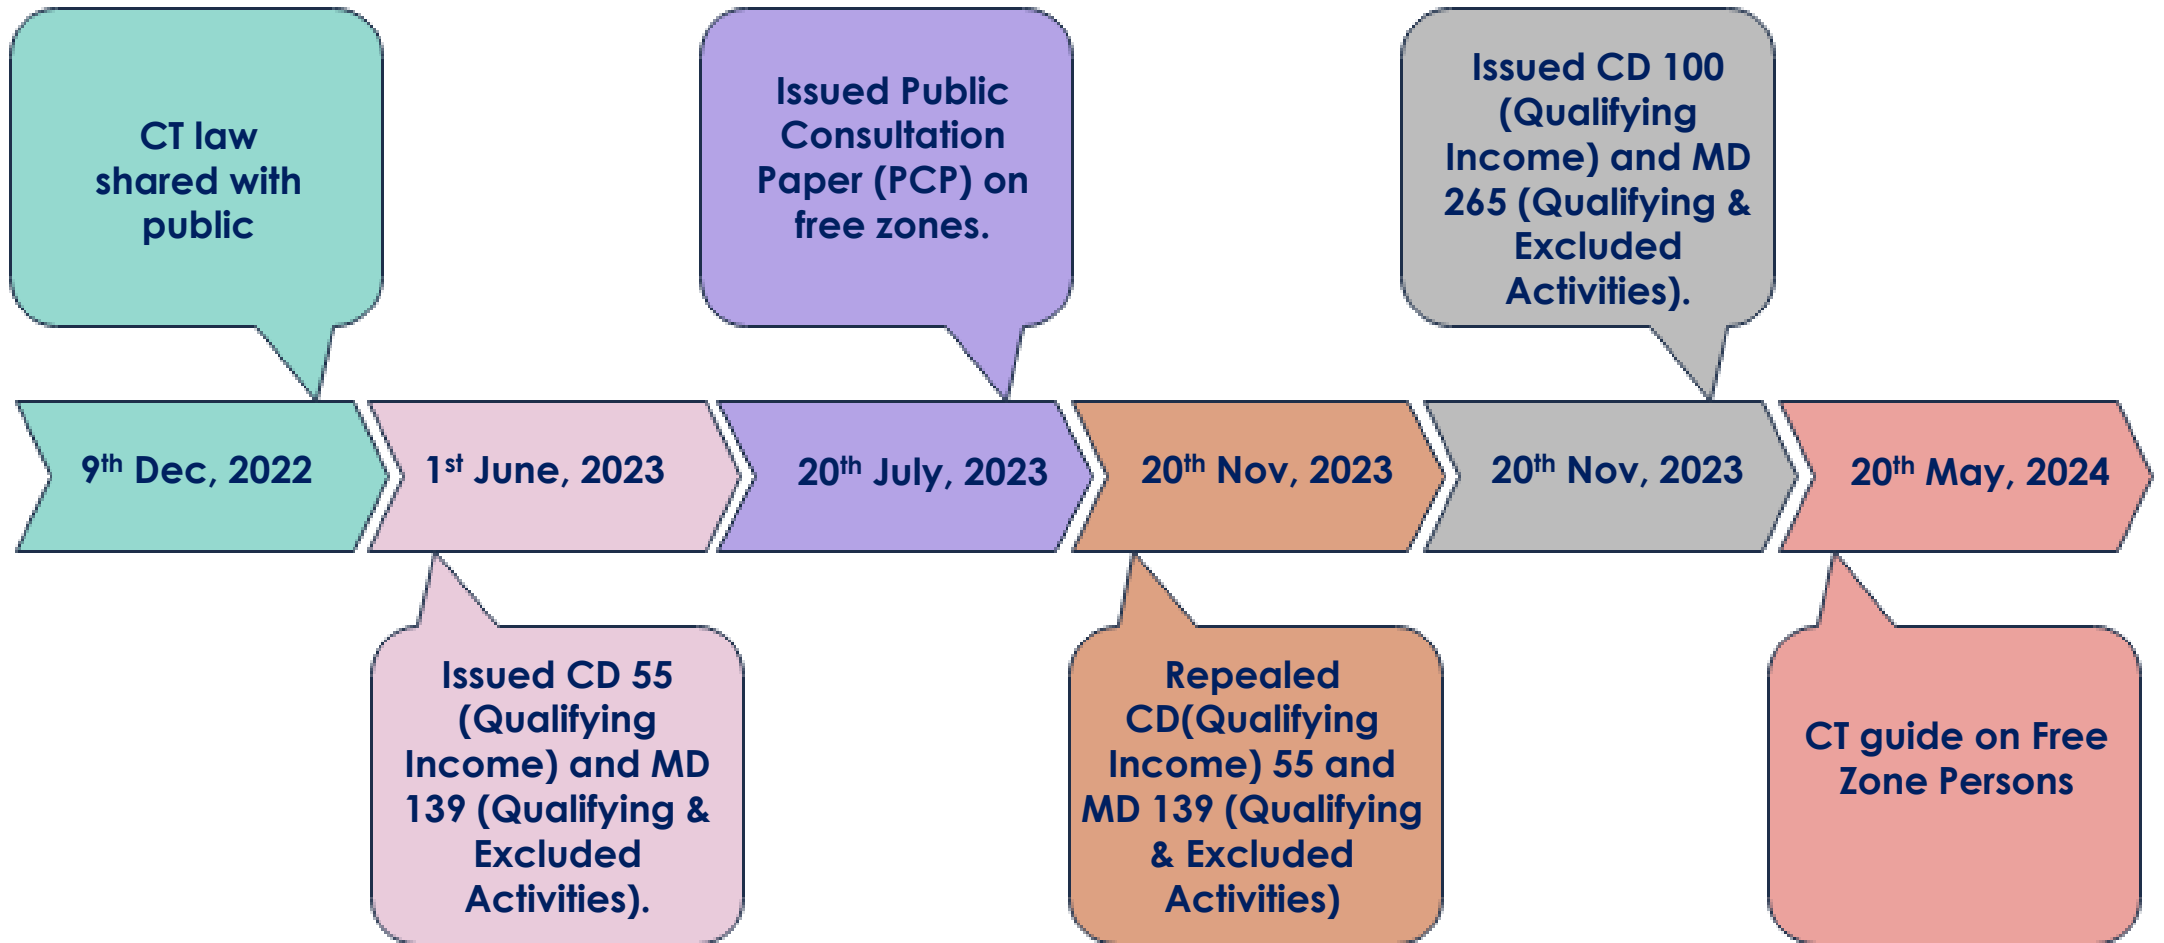 CT law
shared with
public
Issued Public
Consultation
Paper (PCP) on
free zones.
Issued CD 100
(Qualifying
Income) and MD
265 (Qualifying &
Excluded
Activities).
9th Dec, 2022
1st June, 2023
20th July, 2023
20th Nov, 2023
20th Nov, 2023
20th May, 2024
Issued CD 55
(Qualifying
Income) and MD
139 (Qualifying &
Excluded
Activities).
Repealed
CD(Qualifying
Income) 55 and
MD 139 (Qualifying
& Excluded
Activities)
CT guide on Free
Zone Persons